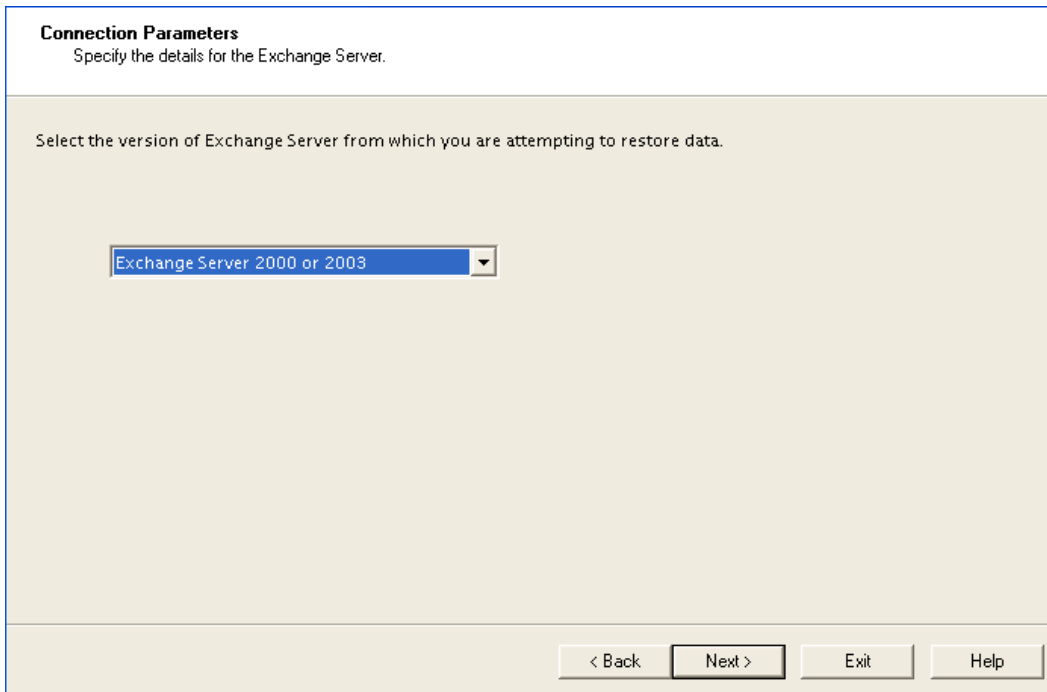 Connection Parameters
Specify the details for the Exchange Server.
Select the version of Exchange Server from which you are attempting to restore data.
Exchange Server 2000 or 2003
< Back Next > Exit Help